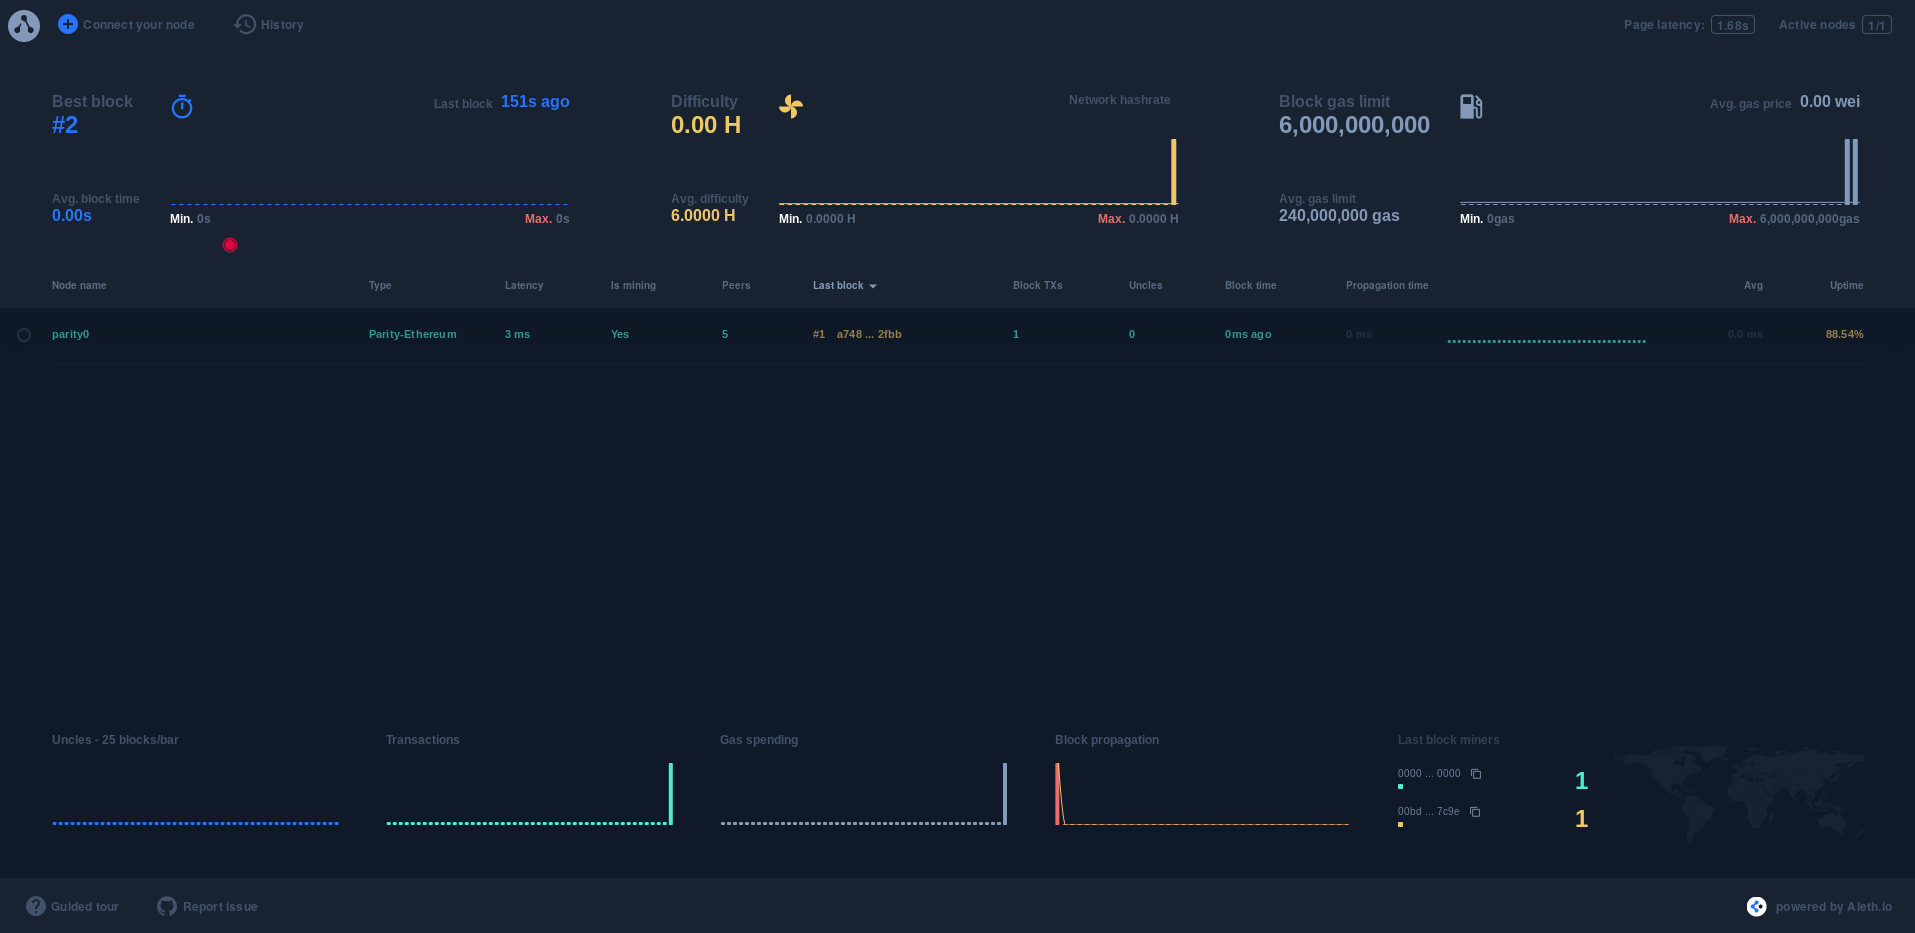 Connect your node
History
Page latency: 1.68s
Active nodes 1/1
Best block
#2
Last block 151s ago
Avg. block time
0.00s
Min. 0s
Max. 0s
Difficulty
0.00 H
Network hashrate
Avg. difficulty
6.0000 H
Min. 0.0000 H
Max. 0.0000 H
Block gas limit
6,000,000,000
Avg. gas price 0.00 wei
Avg. gas limit
240,000,000 gas
Min. 0gas
Max. 6,000,000,000gas
Node name Type Latency Is mining Peers Last block Block TXs Uncles Block time Propagation time Avg Uptime
parity0 Parity-Ethereum 3 ms Yes 5 #1 a748 ... 2fbb 1 0 0ms ago 0 ms 0.0 ms 88.54%
Uncles - 25 blocks/bar
Transactions
Gas spending
Block propagation
Last block miners
0000 ... 0000 1
00bd ... 7c9e 1
Guided tour
Report issue
powered by Aleth.io